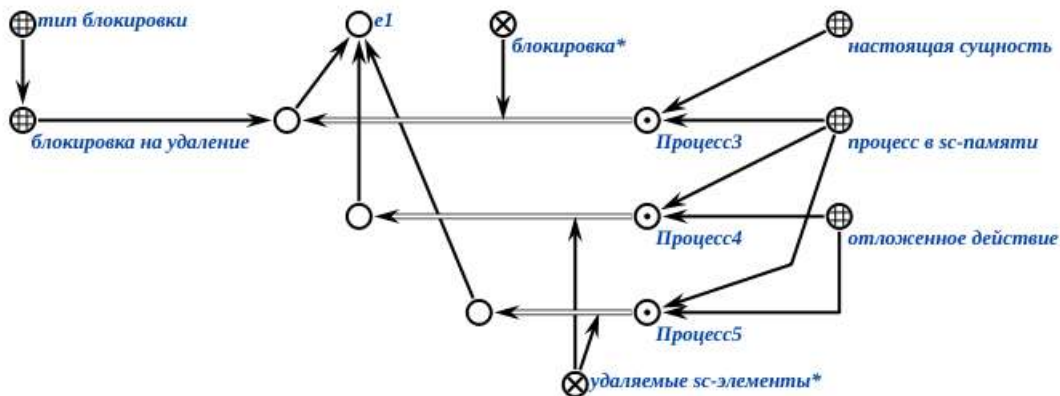 тип блокировки
e1
блокировка*
настоящая сущность
блокировка на удаление
Процесс3
процесс в sc-памяти
Процесс4
отложенное действие
Процесс5
удаляемые sc-элементы*